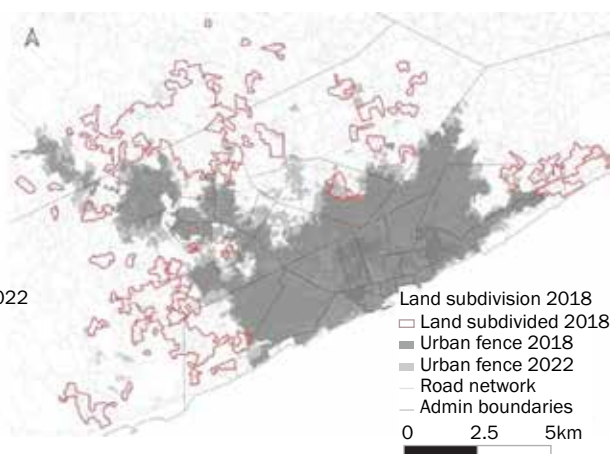 022
Land subdivision 2018
Land subdivided 2018
Urban fence 2018
Urban fence 2022
Road network
Admin boundaries
0 2.5 5km